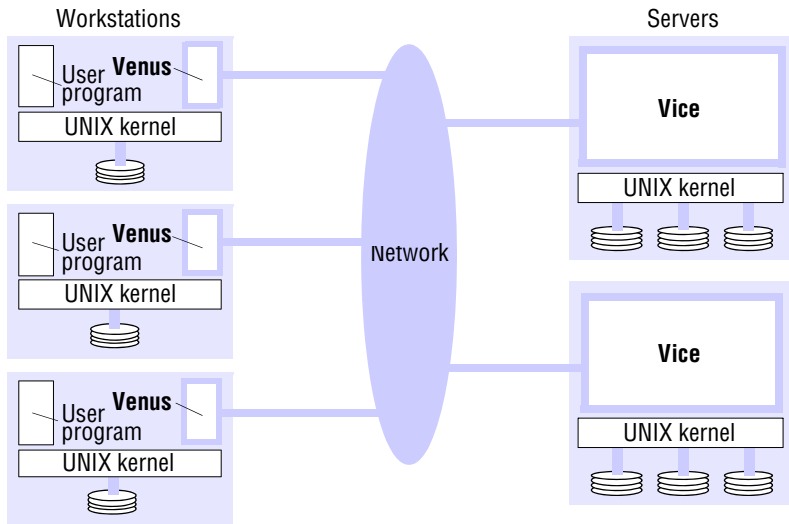 Workstations
Servers
User
program
Venus
UNIX kernel
User
program
Venus
UNIX kernel
User
program
Venus
UNIX kernel
Network
Vice
UNIX kernel
Vice
UNIX kernel